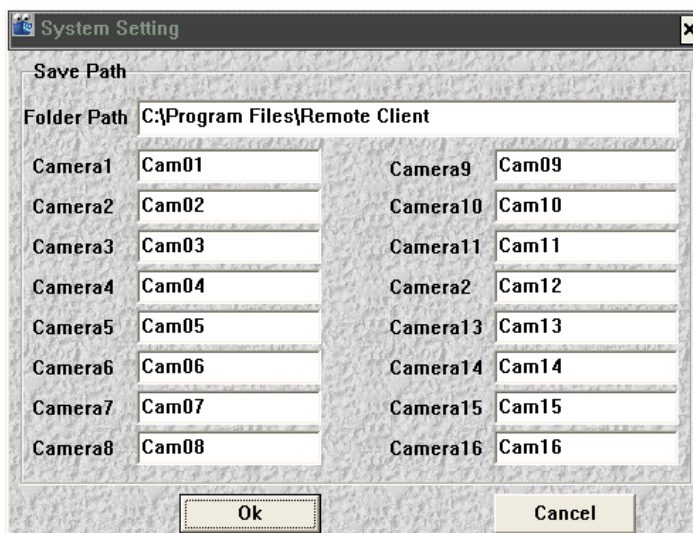 System Setting
Save Path
Folder Path C:\Program Files\Remote Client
Camera1 Cam01 Camera9 Cam09
Camera2 Cam02 Camera10 Cam10
Camera3 Cam03 Camera11 Cam11
Camera4 Cam04 Camera2 Cam12
Camera5 Cam05 Camera13 Cam13
Camera6 Cam06 Camera14 Cam14
Camera7 Cam07 Camera15 Cam15
Camera8 Cam08 Camera16 Cam16
Ok Cancel